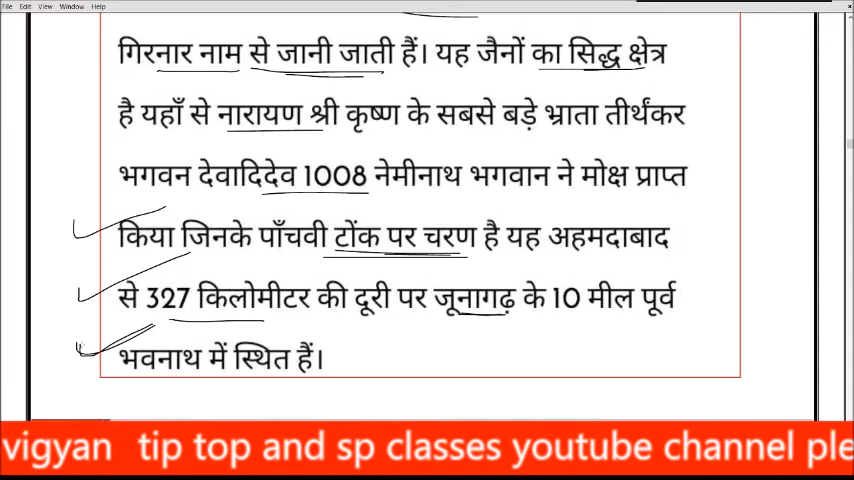 File Edit View Window Help
गिरनार नाम से जानी जाती हैं। यह जैनों का सिद्ध क्षेत्र
है यहाँ से नारायण श्री कृष्ण के सबसे बड़े भ्राता तीर्थंकर
भगवन देवादिदेव 1008 नेमीनाथ भगवान ने मोक्ष प्राप्त
किया जिनके पाँचवी टोंक पर चरण है यह अहमदाबाद
से 327 किलोमीटर की दूरी पर जूनागढ़ के 10 मील पूर्व
भवनाथ में स्थित हैं।
vigyan tip top and sp classes youtube channel ple